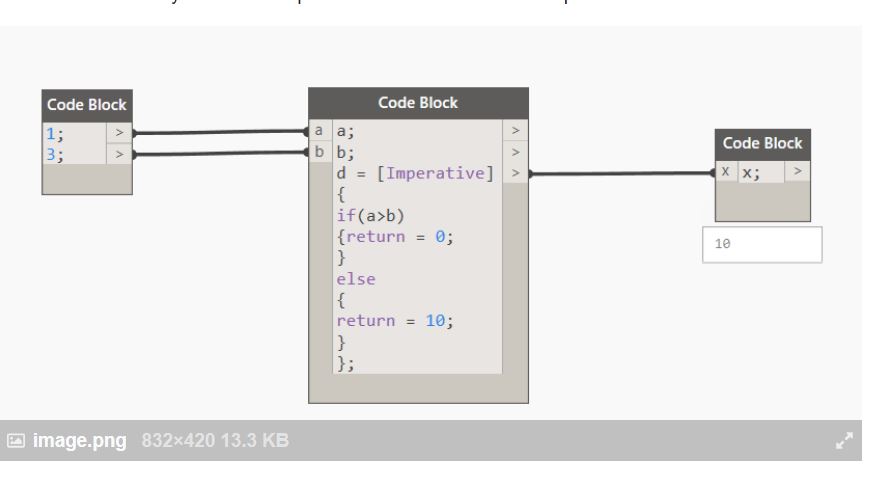 Code Block
1; >
3; >
Code Block
a a; >
b b; >
d = [Imperative] >
{
if(a>b)
{return = 0;
}
else
{
return = 10;
}
};
Code Block
x x; >
10
image.png 832×420 13.3 KB